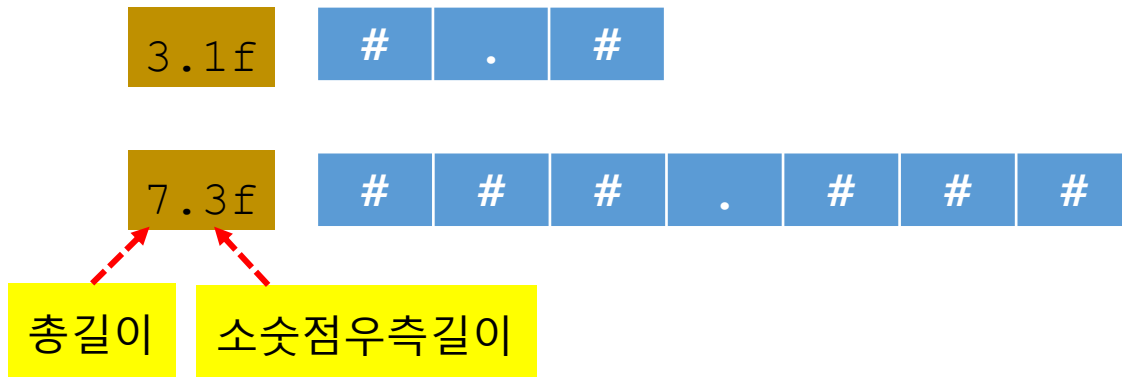 3.1f # . #
7.3f # # # . # # #
총길이 소숫점우측길이